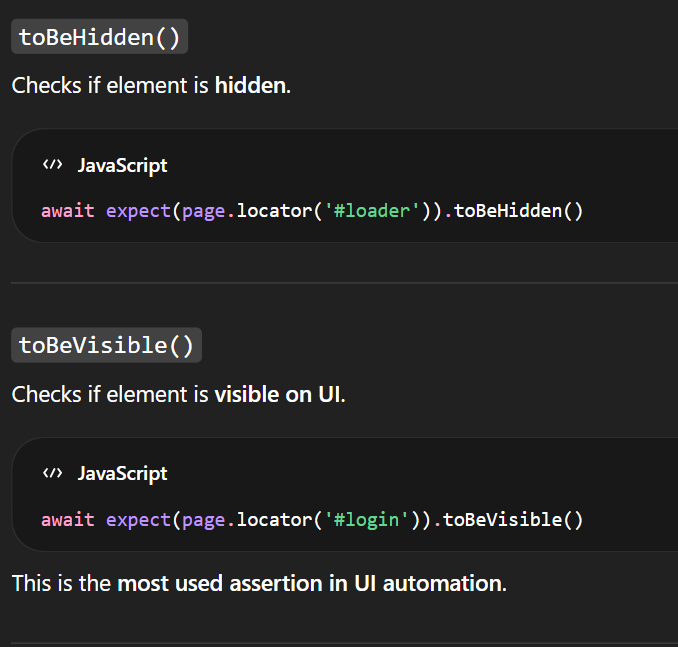 toBeHidden()
Checks if element is hidden.
</> JavaScript
await expect(page.locator('#loader')).toBeHidden()
toBeVisible()
Checks if element is visible on UI.
</> JavaScript
await expect(page.locator('#login')).toBeVisible()
This is the most used assertion in UI automation.